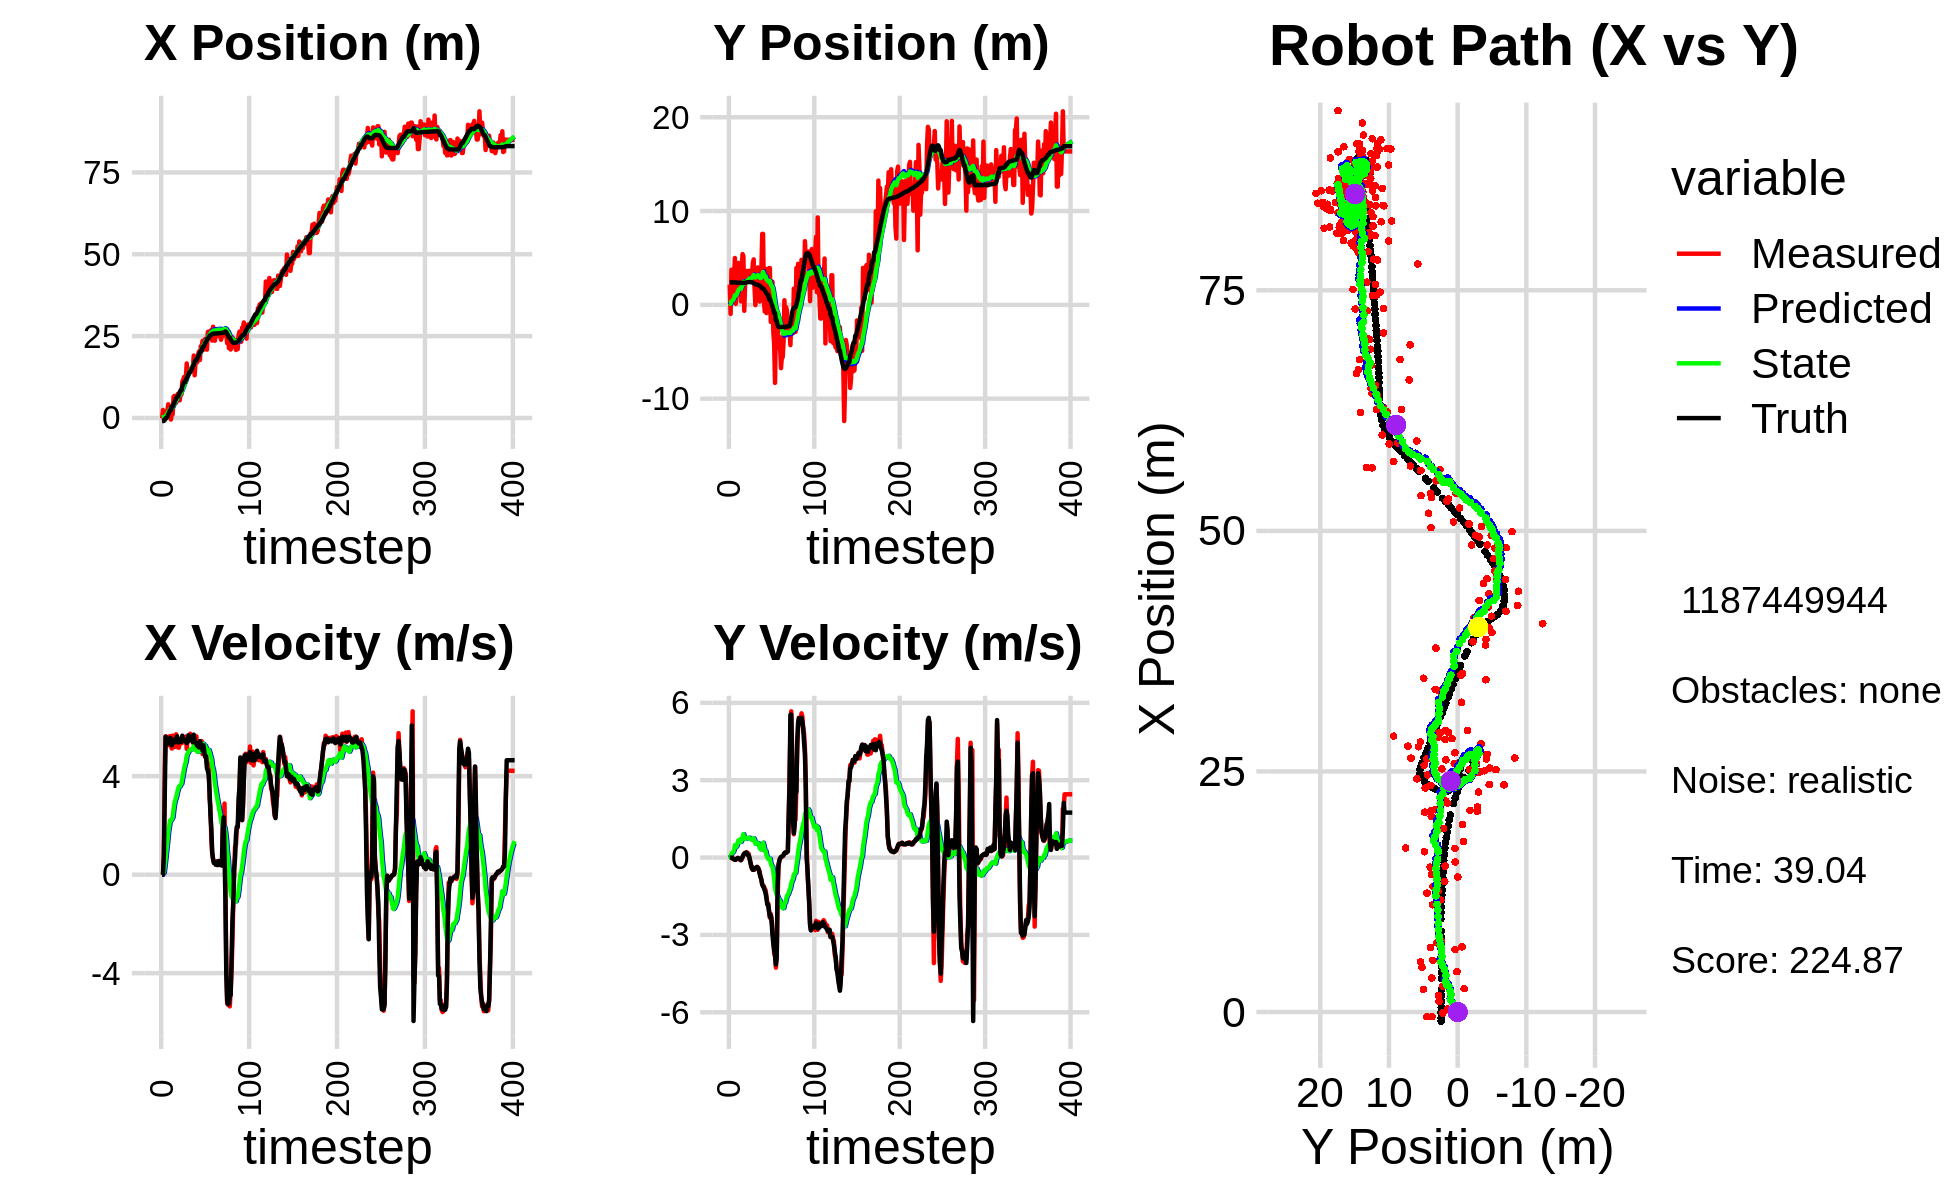 X Position (m)
75
50
25
0
0
100
200
300
400
timestep
Y Position (m)
20
10
0
-10
0
100
200
300
400
timestep
X Velocity (m/s)
4
0
-4
0
100
200
300
400
timestep
Y Velocity (m/s)
6
3
0
-3
-6
0
100
200
300
400
timestep
Robot Path (X vs Y)
X Position (m)
75
50
25
0
20 10 0 -10 -20
Y Position (m)
variable
Measured
Predicted
State
Truth
1187449944
Obstacles: none
Noise: realistic
Time: 39.04
Score: 224.87